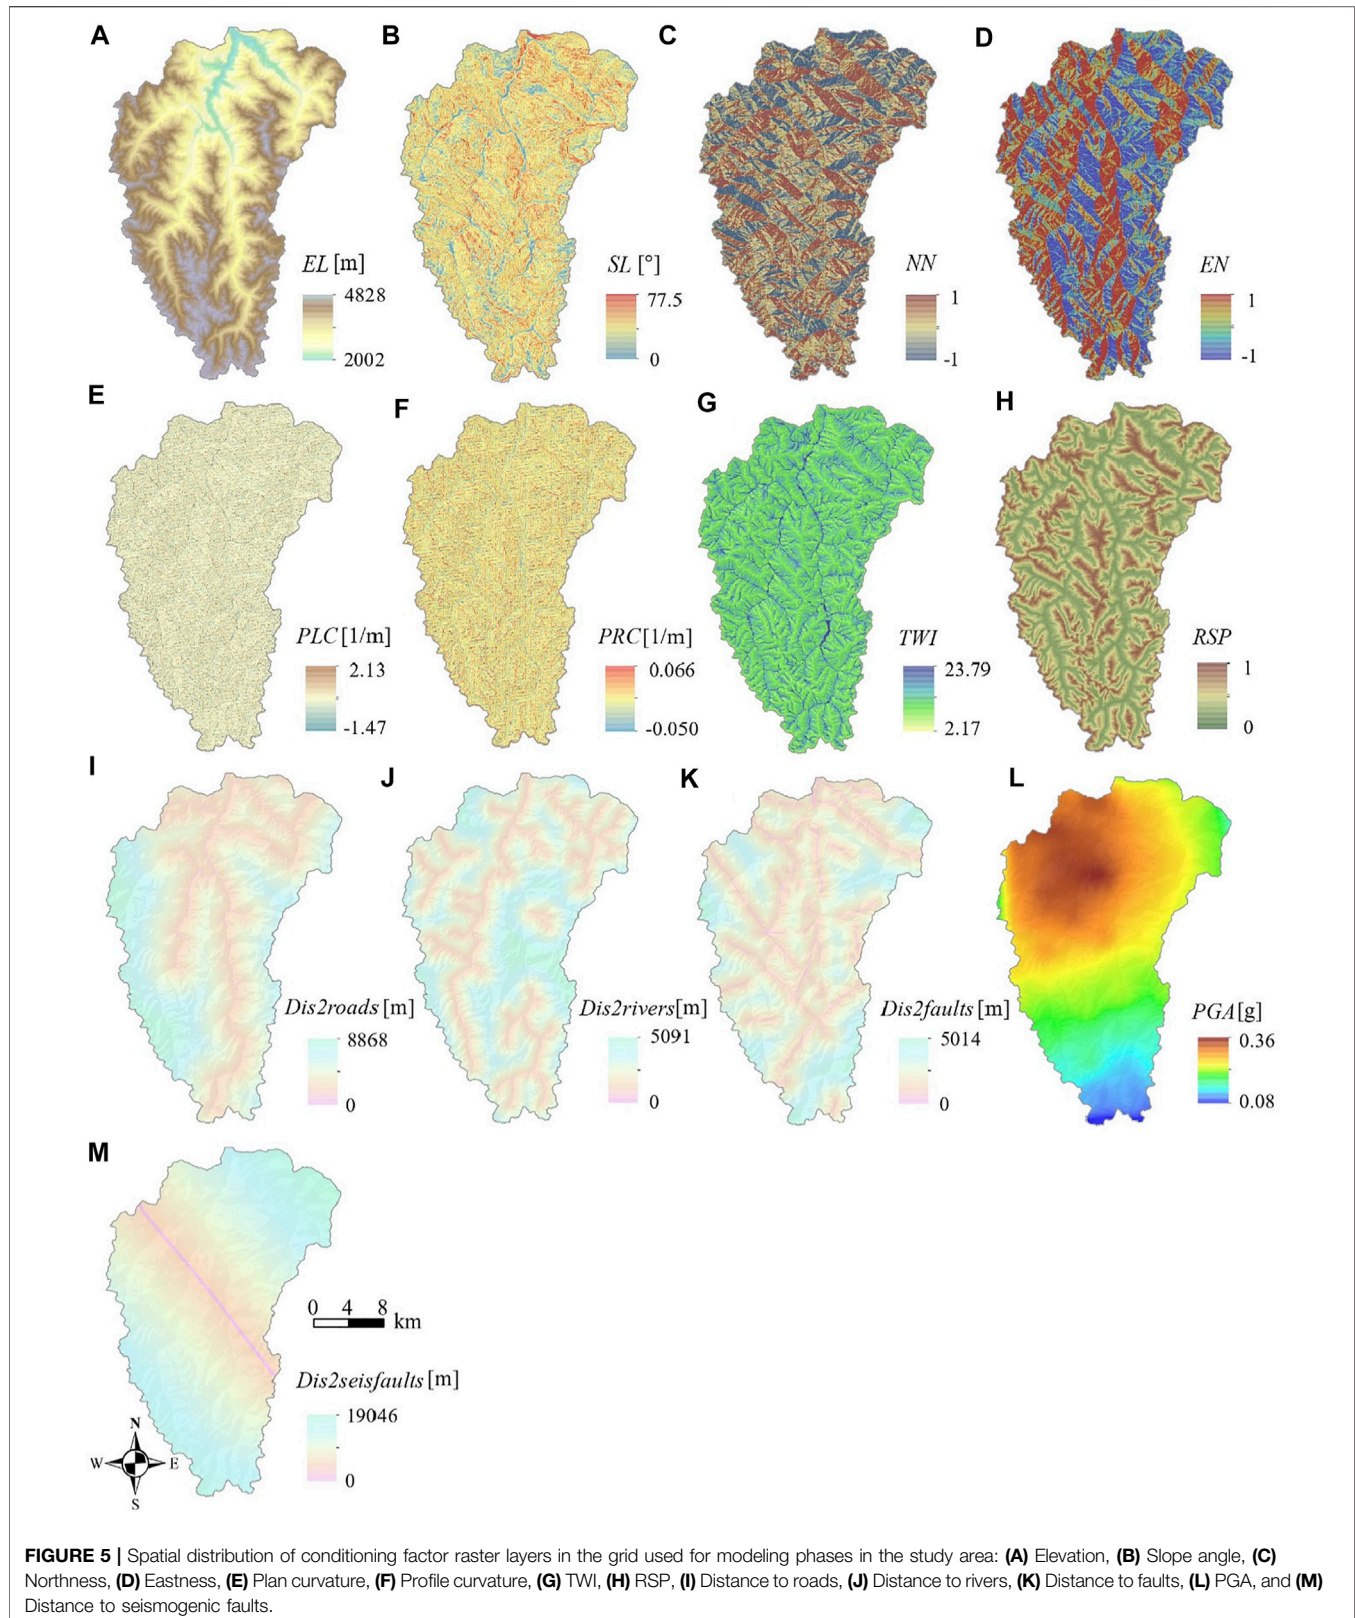 A
B
C
D
EL [m]
4828
2002
SL [°]
77.5
0
NN
1
-1
EN
1
-1
E
F
G
H
PLC [1/m]
2.13
-1.47
PRC [1/m]
0.066
-0.050
TWI
23.79
2.17
RSP
1
0
I
J
K
L
Dis2roads [m]
8868
0
Dis2rivers[m]
5091
0
Dis2faults [m]
5014
0
PGA[g]
0.36
0.08
M
0 4 8
km
Dis2seisfaults [m]
19046
0
N
W E
S
FIGURE 5 | Spatial distribution of conditioning factor raster layers in the grid used for modeling phases in the study area: (A) Elevation, (B) Slope angle, (C)
Northness, (D) Eastness, (E) Plan curvature, (F) Profile curvature, (G) TWI, (H) RSP, (I) Distance to roads, (J) Distance to rivers, (K) Distance to faults, (L) PGA, and (M)
Distance to seismogenic faults.